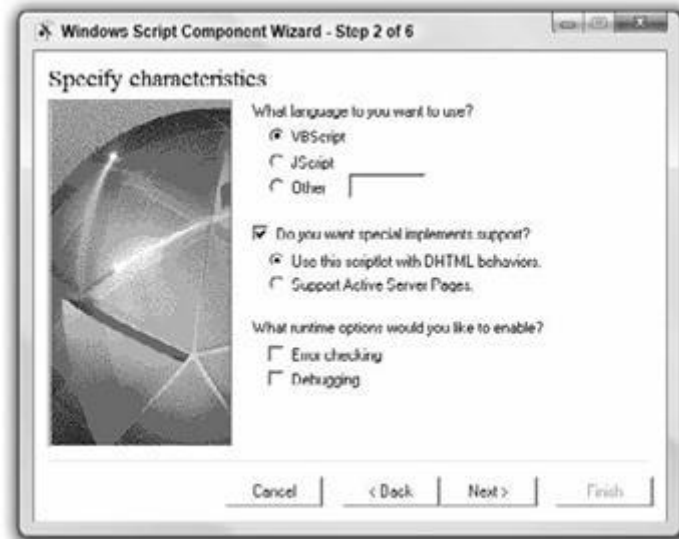 Windows Script Component Wizard - Step 2 of 6
Specify characteristics
What language to you want to use?
VBScript
JScript
Other
Do you want special implements support?
Use this scriptlet with DHTML behaviors.
Support Active Server Pages.
What runtime options would you like to enable?
Error checking
Debugging
Cancel < Back Next > Finish